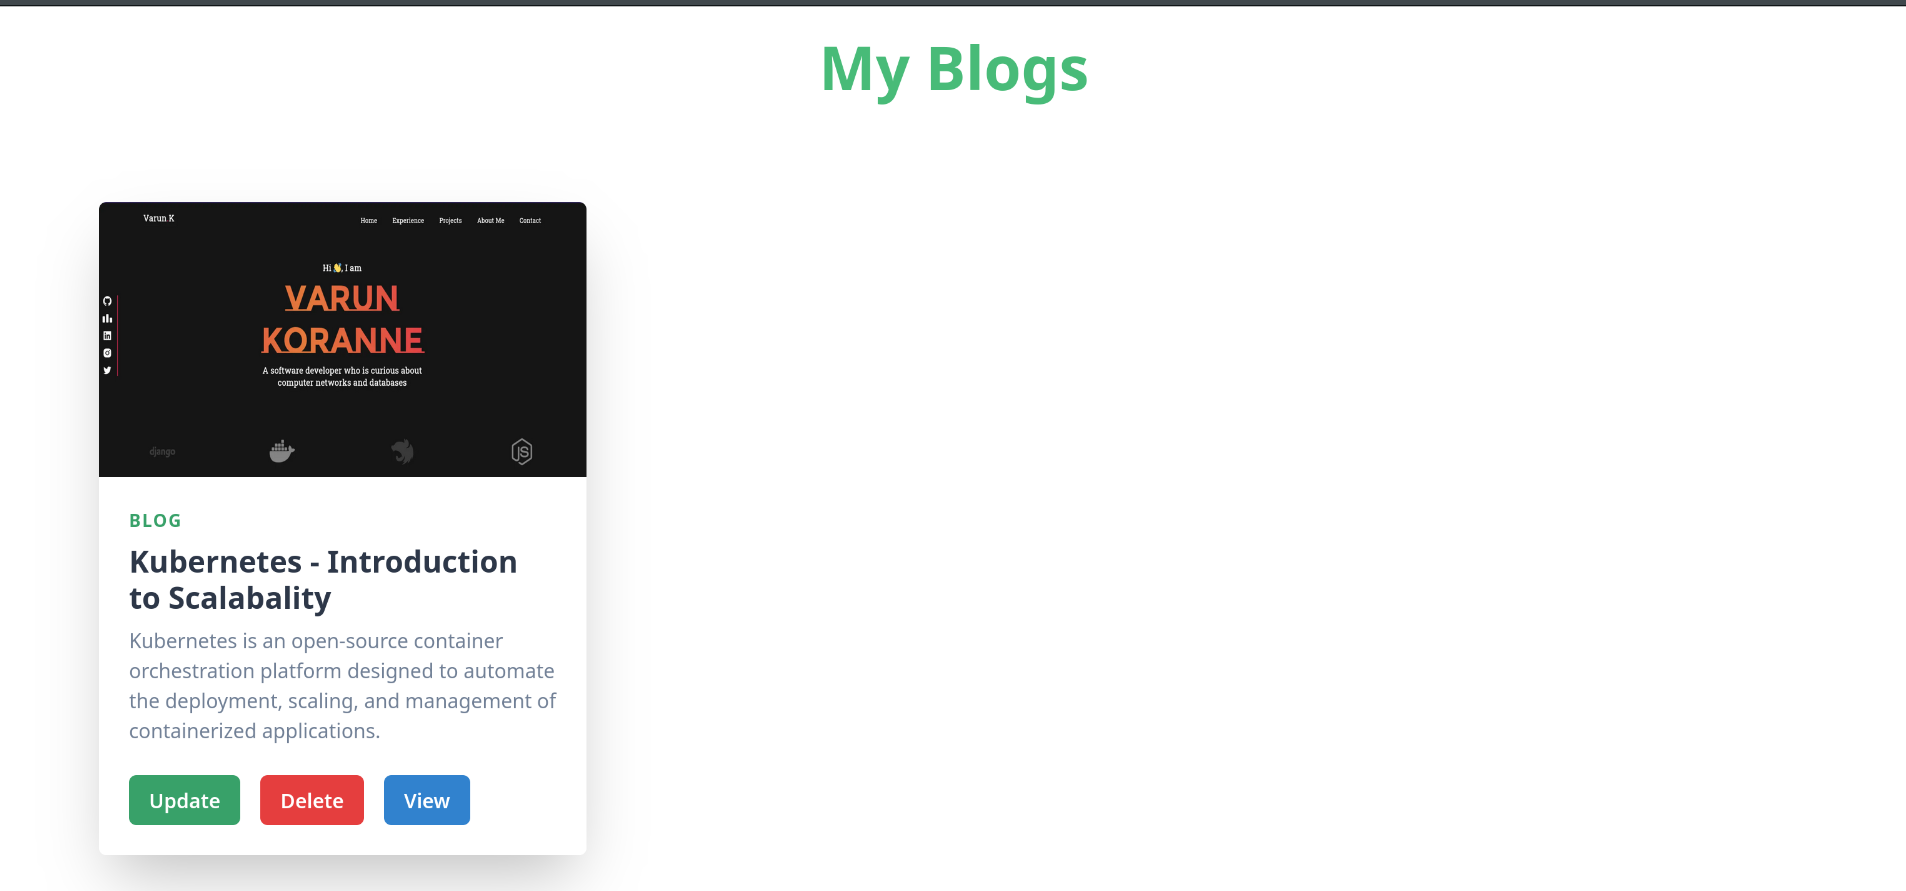 My Blogs
Varun K
Home Experience Projects About Me Contact
Hi 👋, I am
VARUN
KORANNE
A software developer who is curious about
computer networks and databases
django
JS
BLOG
Kubernetes - Introduction
to Scalabality
Kubernetes is an open-source container
orchestration platform designed to automate
the deployment, scaling, and management of
containerized applications.
Update Delete View